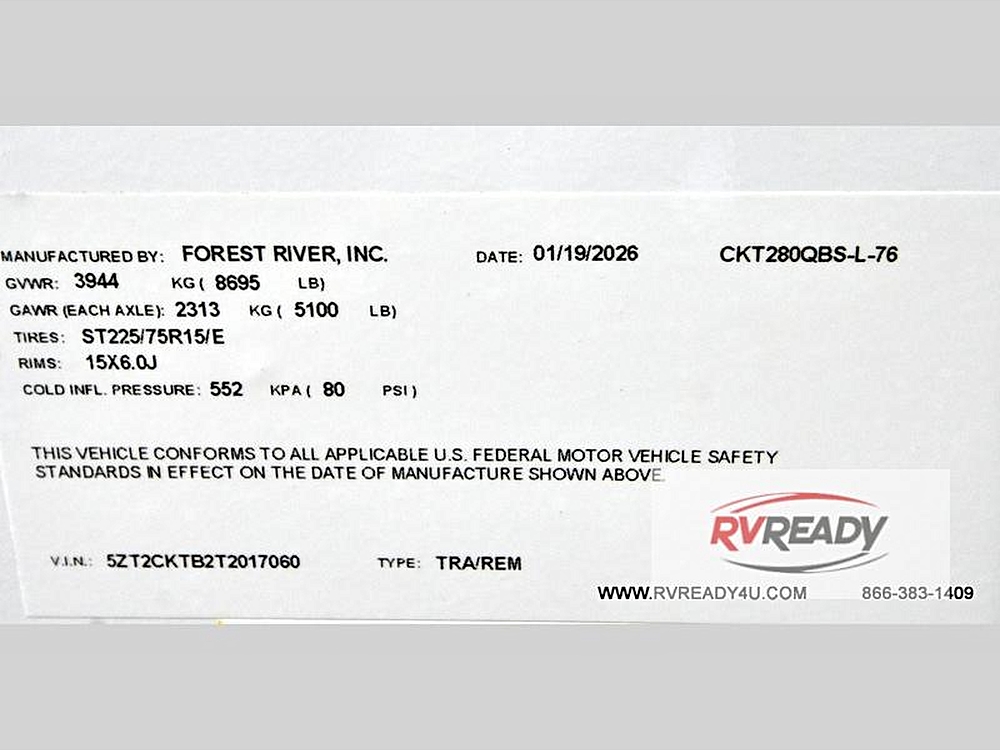 MANUFACTURED BY: FOREST RIVER, INC. DATE: 01/19/2026 CKT280QBS-L-76
GVWR: 3944 KG ( 8695 LB)
GAWR (EACH AXLE): 2313 KG ( 5100 LB)
TIRES: ST225/75R15/E
RIMS: 15X6.0J
COLD INFL. PRESSURE: 552 KPA ( 80 PSI )
THIS VEHICLE CONFORMS TO ALL APPLICABLE U.S. FEDERAL MOTOR VEHICLE SAFETY
STANDARDS IN EFFECT ON THE DATE OF MANUFACTURE SHOWN ABOVE.
RVREADY
V.I.N.: 5ZT2CKTB2T2017060 TYPE: TRA/REM
WWW.RVREADY4U.COM 866-383-1409